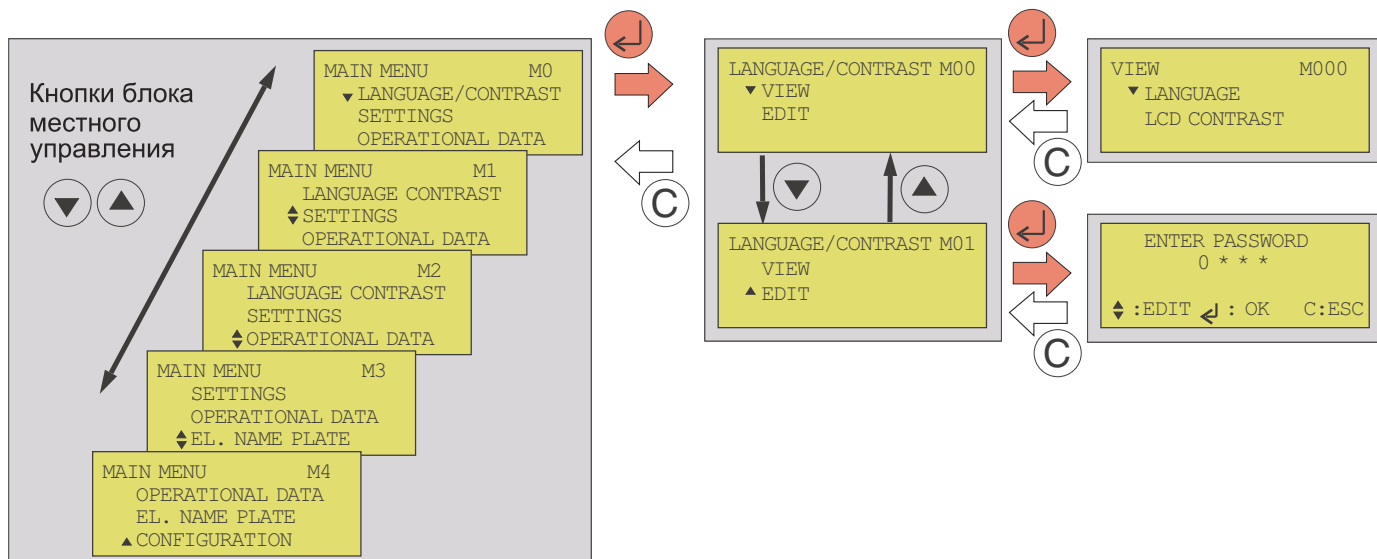 Кнопки блока
местного
управления
MAIN MENU M0
LANGUAGE/CONTRAST
SETTINGS
OPERATIONAL DATA
MAIN MENU M1
LANGUAGE CONTRAST
SETTINGS
OPERATIONAL DATA
MAIN MENU M2
LANGUAGE CONTRAST
SETTINGS
OPERATIONAL DATA
MAIN MENU M3
SETTINGS
OPERATIONAL DATA
EL. NAME PLATE
MAIN MENU M4
OPERATIONAL DATA
EL. NAME PLATE
CONFIGURATION
C
LANGUAGE/CONTRAST M00
VIEW
EDIT
LANGUAGE/CONTRAST M01
VIEW
EDIT
C
VIEW M000
LANGUAGE
LCD CONTRAST
C
ENTER PASSWORD
0 * * *
:EDIT : OK C:ESC